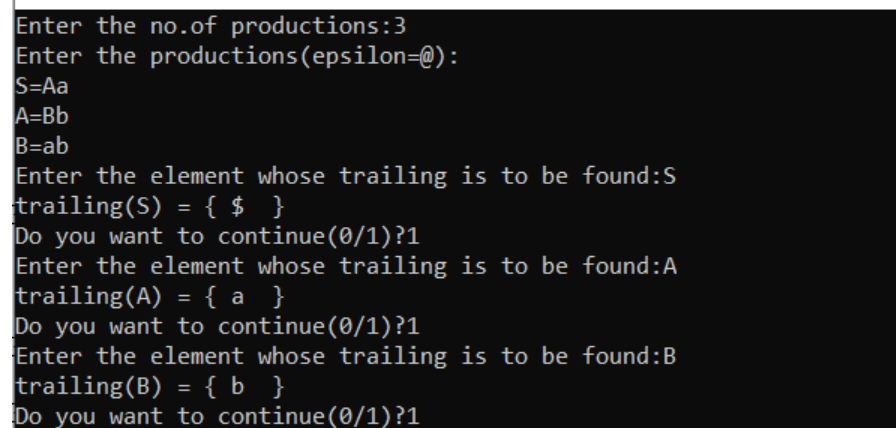 Enter the no.of productions:3
Enter the productions(epsilon=@):
S=Aa
A=Bb
B=ab
Enter the element whose trailing is to be found:S
trailing(S) = { $  }
Do you want to continue(0/1)?1
Enter the element whose trailing is to be found:A
trailing(A) = { a  }
Do you want to continue(0/1)?1
Enter the element whose trailing is to be found:B
trailing(B) = { b  }
Do you want to continue(0/1)?1